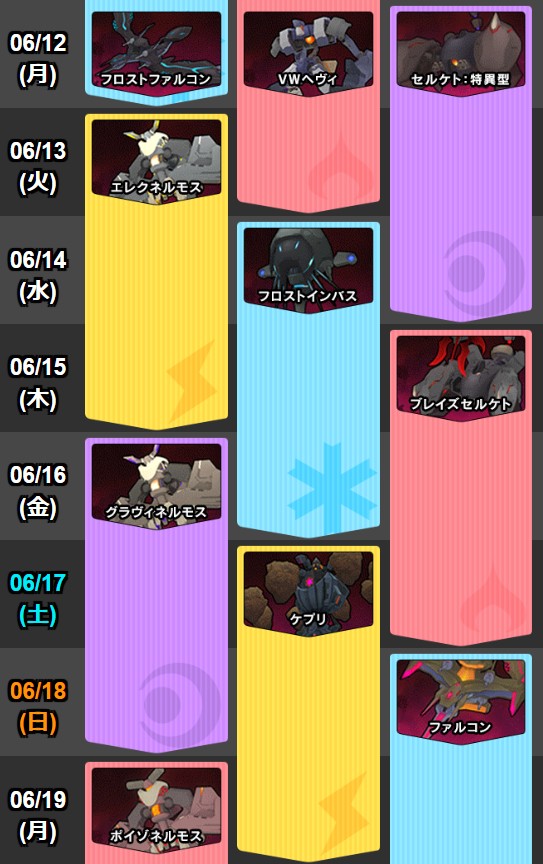 06/12
(月)
フロストファルコン
VWヘヴィ
セルケト:特異型
06/13
(火)
エレクネルモス
06/14
(水)
フロストインバス
06/15
(木)
ブレイズセルケト
06/16
(金)
グラヴィネルモス
06/17
(土)
ケプリ
06/18
(日)
ファルコン
06/19
(月)
ポイゾネルモス